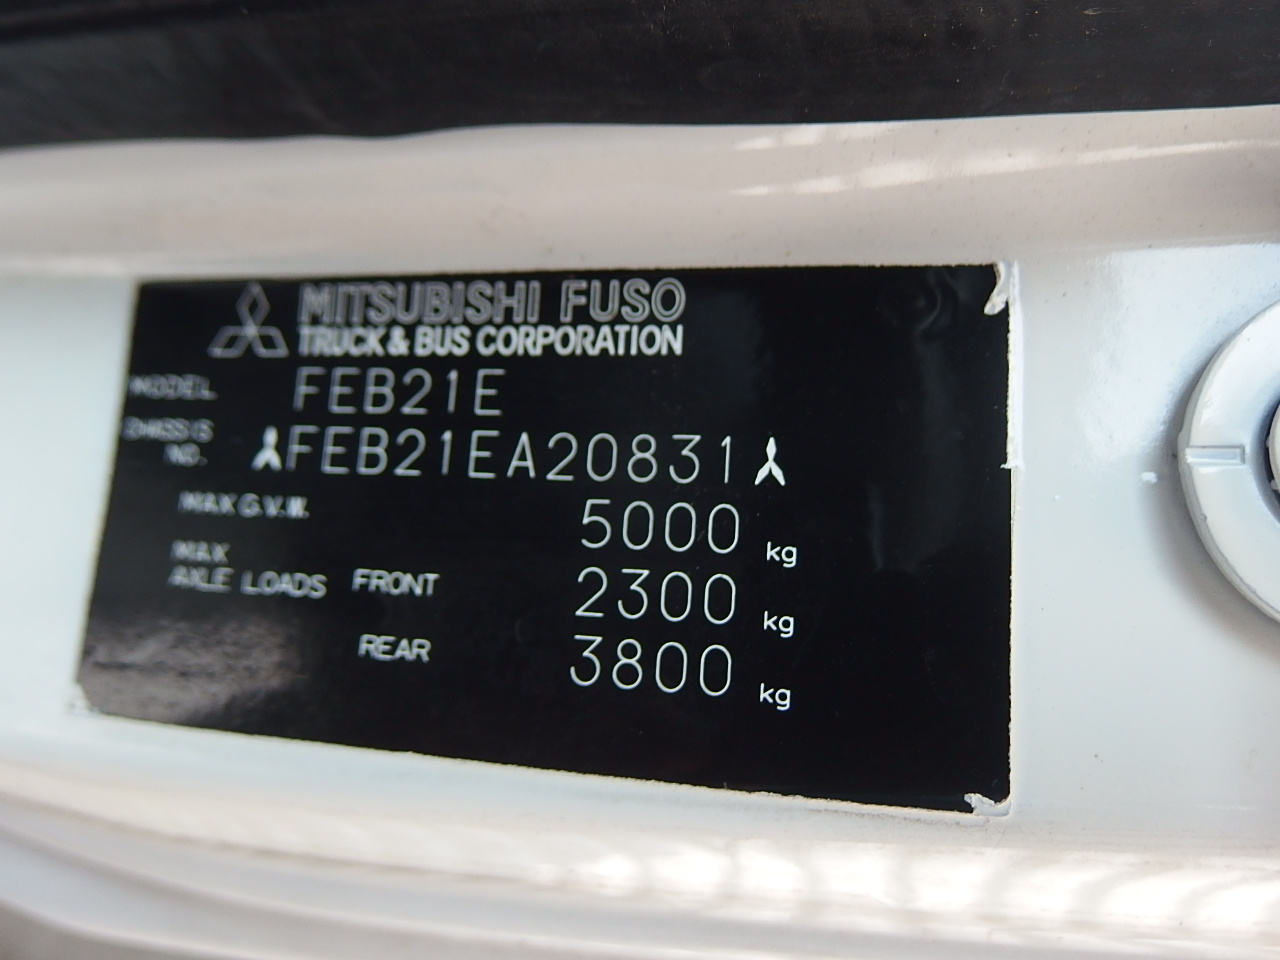 MITSUBISHI FUSO
TRUCK & BUS CORPORATION
MODEL FEB21E
CHASSIS
NO. FEB21EA20831
MAX G.V.W. 5000 kg
MAX
AXLE LOADS FRONT 2300 kg
REAR 3800 kg